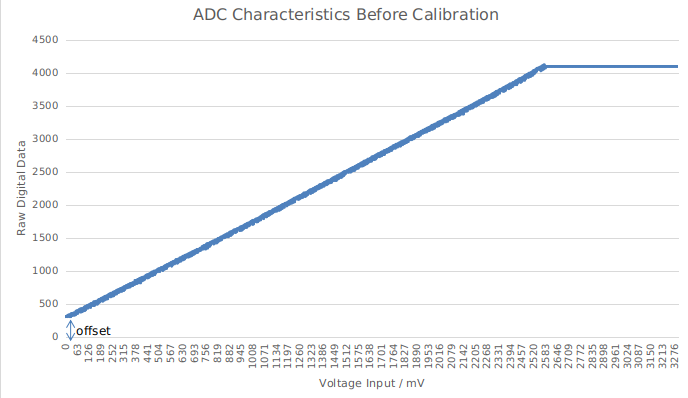 ADC Characteristics Before Calibration
4500
4000
3500
3000
2500
2000
1500
1000
500
0
Raw Digital Data
offset
0 63 126 189 252 315 378 441 504 567 630 693 756 819 882 945 1008 1071 1134 1197 1260 1323 1386 1449 1512 1575 1638 1701 1764 1827 1890 1953 2016 2079 2142 2205 2268 2331 2394 2457 2520 2583 2646 2709 2772 2835 2898 2961 3024 3087 3150 3213 3276
Voltage Input / mV